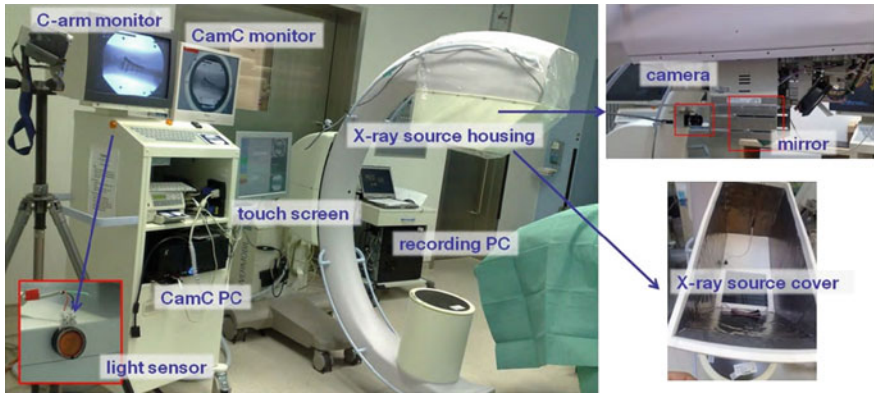 C-arm monitor
CamC monitor
camera
mirror
X-ray source housing
touch screen
recording PC
CamC PC
light sensor
X-ray source cover